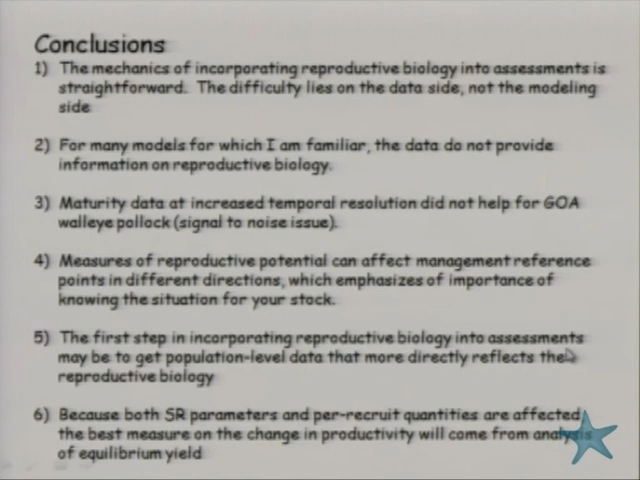 Conclusions
1) The mechanics of incorporating reproductive biology into assessments is
straightforward. The difficulty lies on the data side, not the modeling
side
2) For many models for which I am familiar, the data do not provide
information on reproductive biology.
3) Maturity data at increased temporal resolution did not help for GOA
walleye pollock (signal to noise issue).
4) Measures of reproductive potential can affect management reference
points in different directions, which emphasizes of importance of
knowing the situation for your stock.
5) The first step in incorporating reproductive biology into assessments
may be to get population-level data that more directly reflects the
reproductive biology
6) Because both SR parameters and per-recruit quantities are affected,
the best measure on the change in productivity will come from analysis
of equilibrium yield